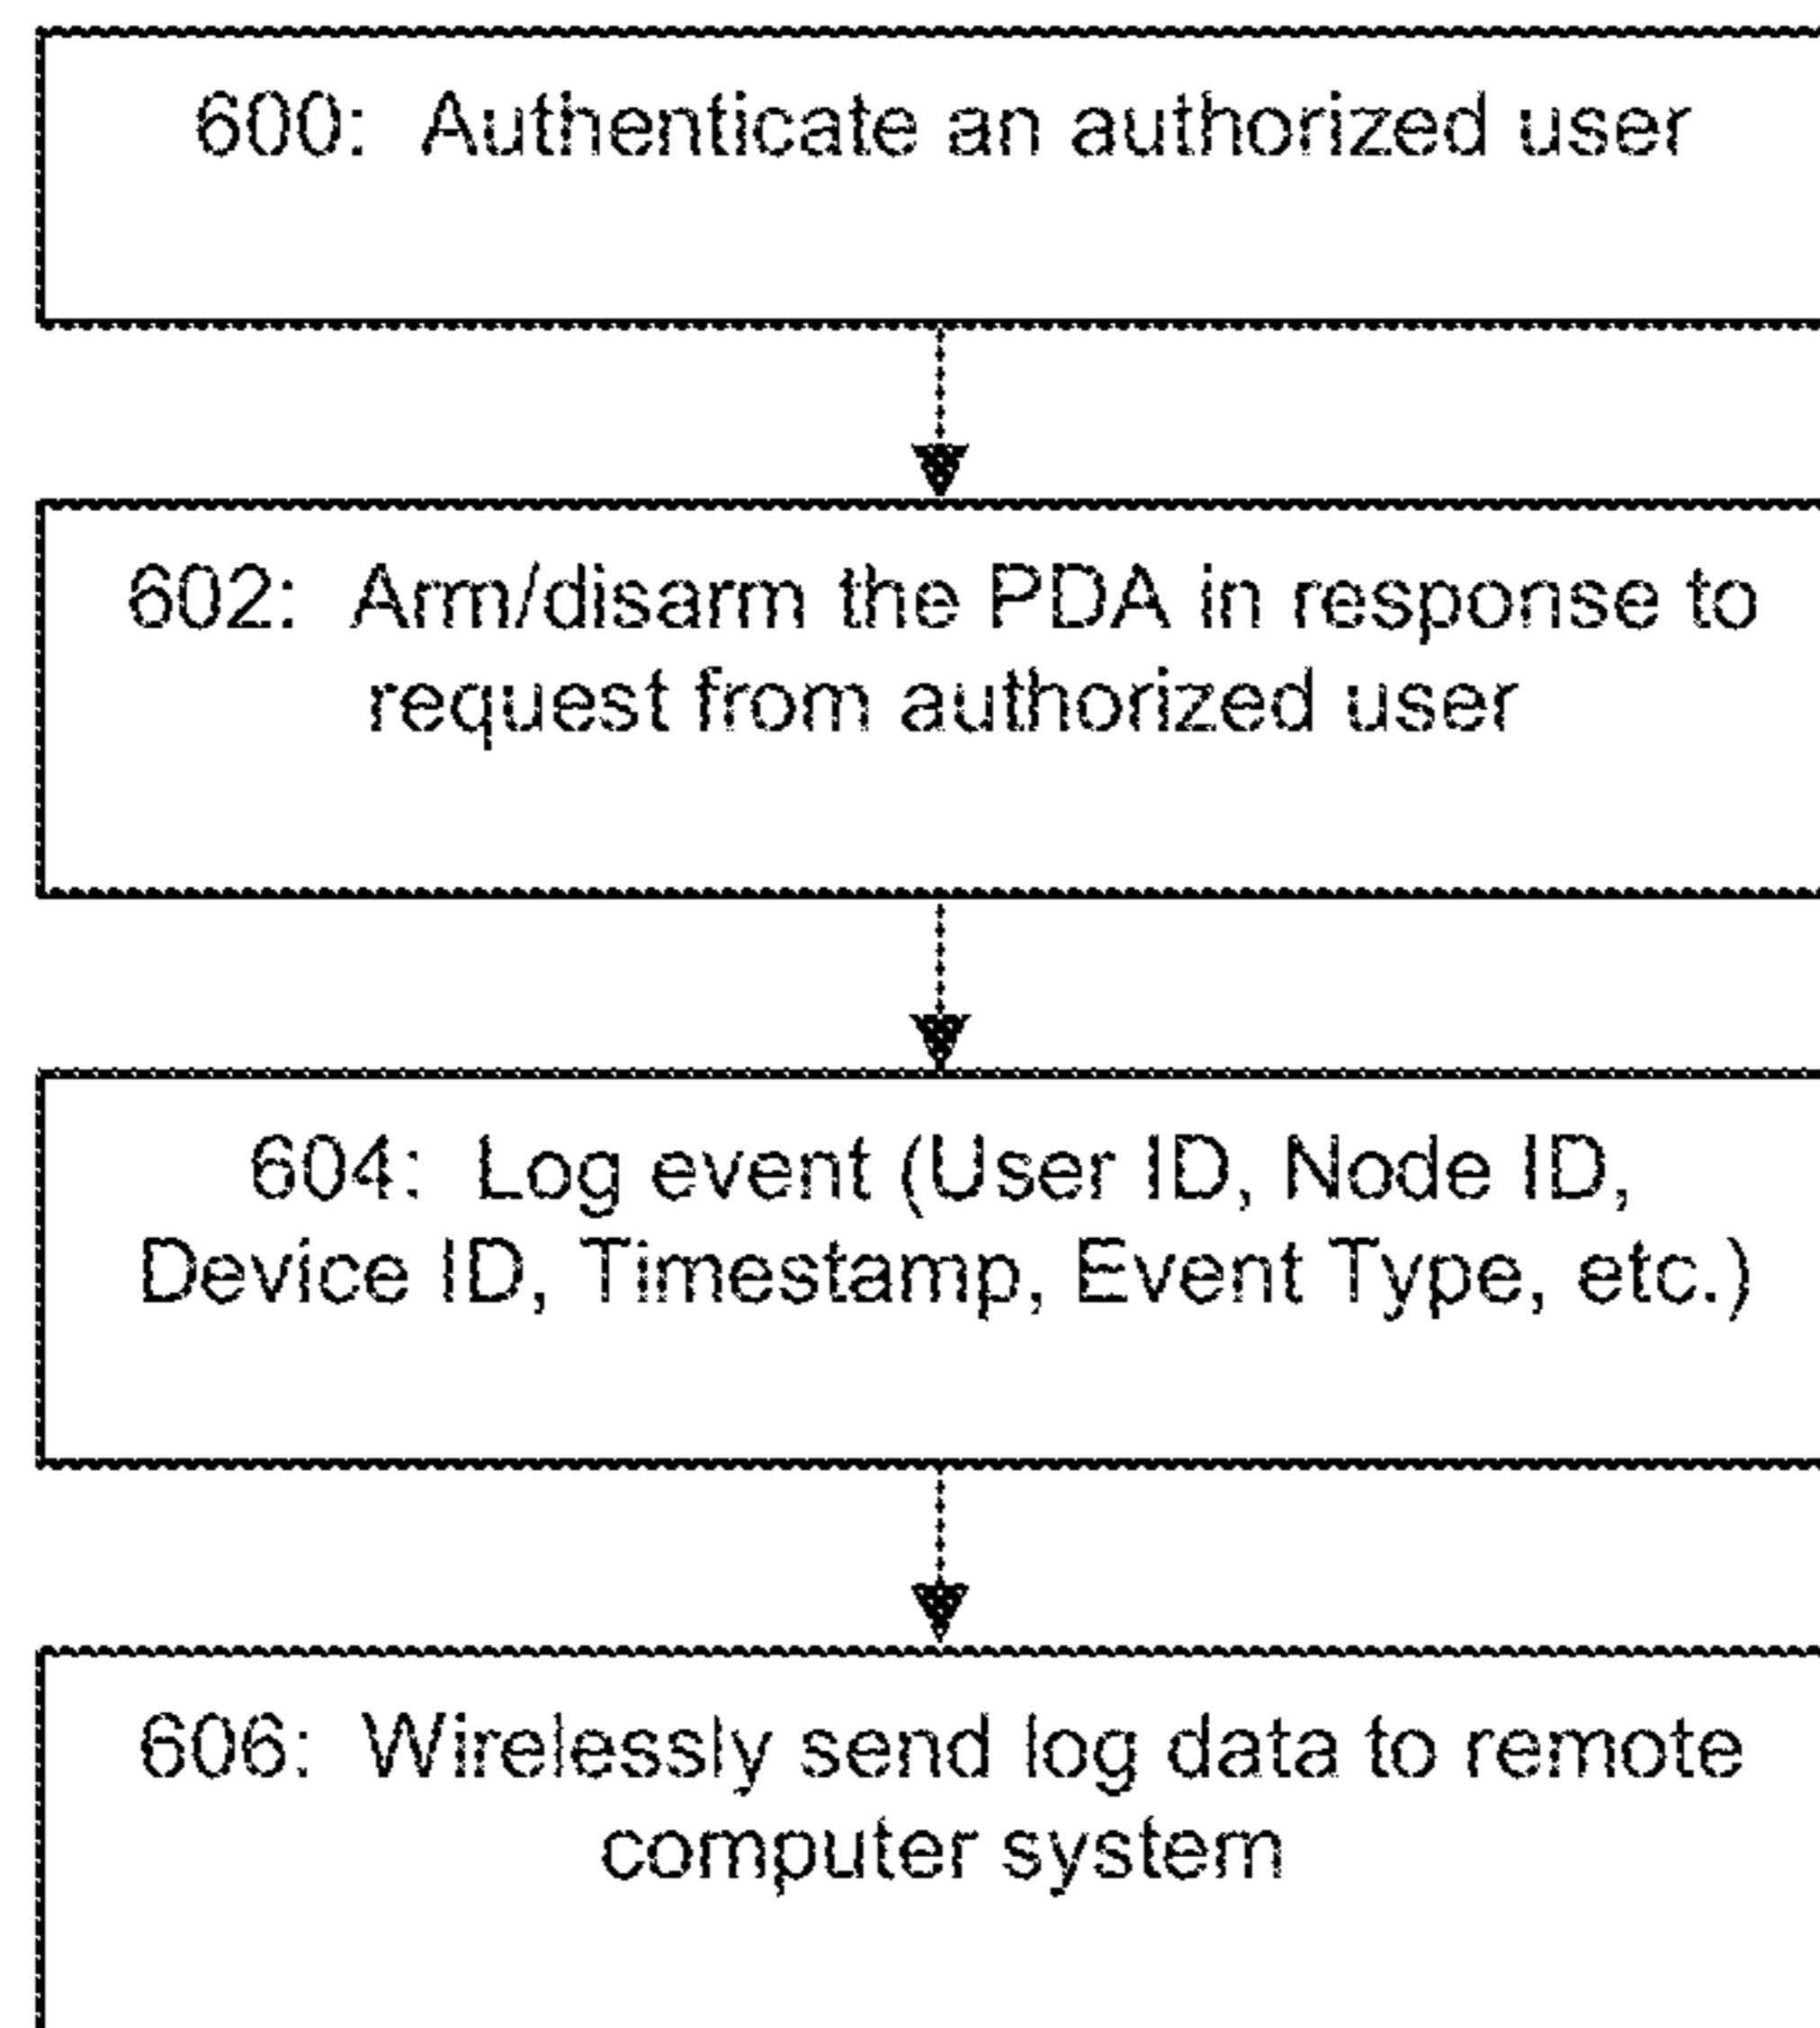 600: Authenticate an authorized user
602: Arm/disarm the PDA in response to
request from authorized user
604: Log event (User ID, Node ID,
Device ID, Timestamp, Event Type, etc.)
606: Wirelessly send log data to remote
computer system